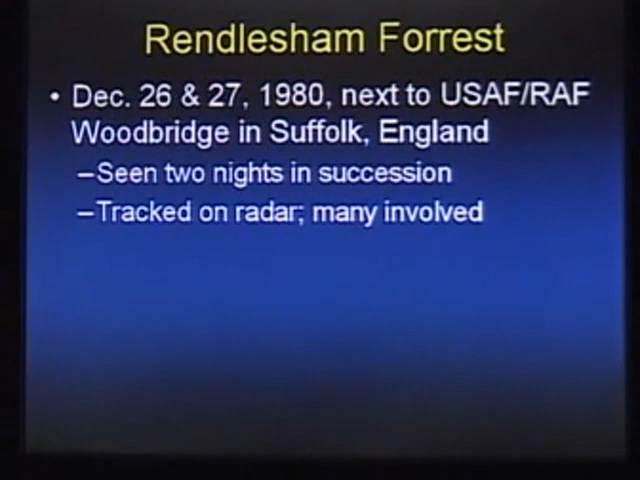 Rendlesham Forrest
• Dec. 26 & 27, 1980, next to USAF/RAF
Woodbridge in Suffolk, England
–Seen two nights in succession
–Tracked on radar; many involved